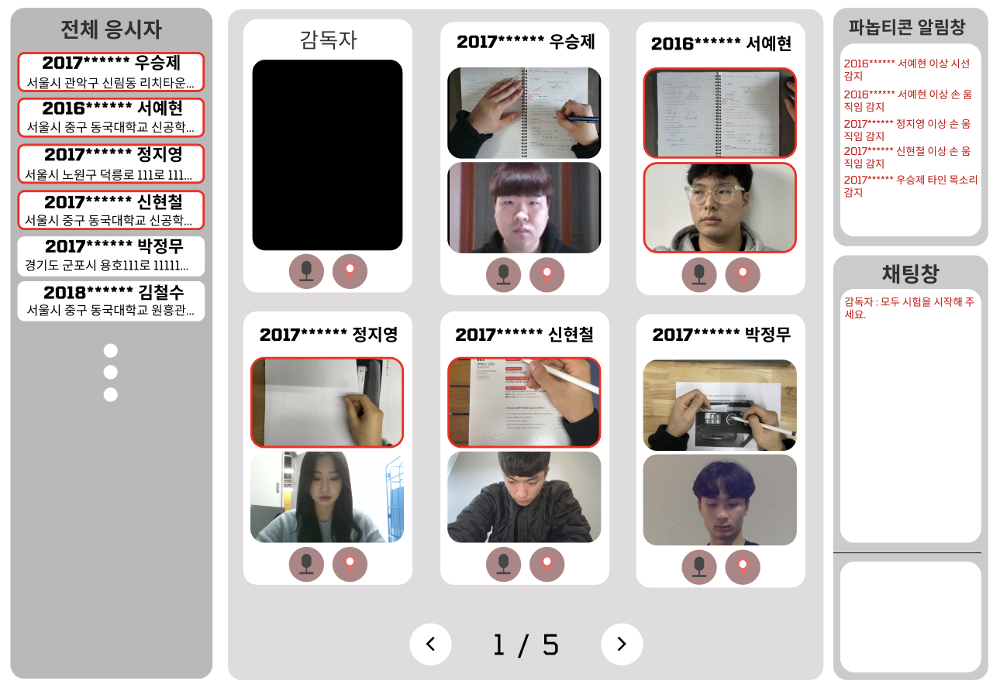 전체 응시자
2017****** 우승제
서울시 관악구 신림동 리치타운...
2016****** 서예현
서울시 중구 동국대학교 신공학...
2017****** 정지영
서울시 노원구 덕릉로 111로 111...
2017****** 신현철
서울시 중구 동국대학교 신공학...
2017****** 박정무
경기도 군포시 용호111로 11111...
2018****** 김철수
서울시 중구 동국대학교 원흥관...
감독자
2017****** 우승제
2016****** 서예현
2017****** 정지영
2017****** 신현철
2017****** 박정무
1 / 5
파놉티콘 알림창
2016****** 서예현 이상 시선
감지
2016****** 서예현 이상 손 움
직임 감지
2017****** 정지영 이상 손 움
직임 감지
2017****** 신현철 이상 손 움
직임 감지
2017****** 우승제 타인 목소리
감지
채팅창
감독자 : 모두 시험을 시작해 주
세요.